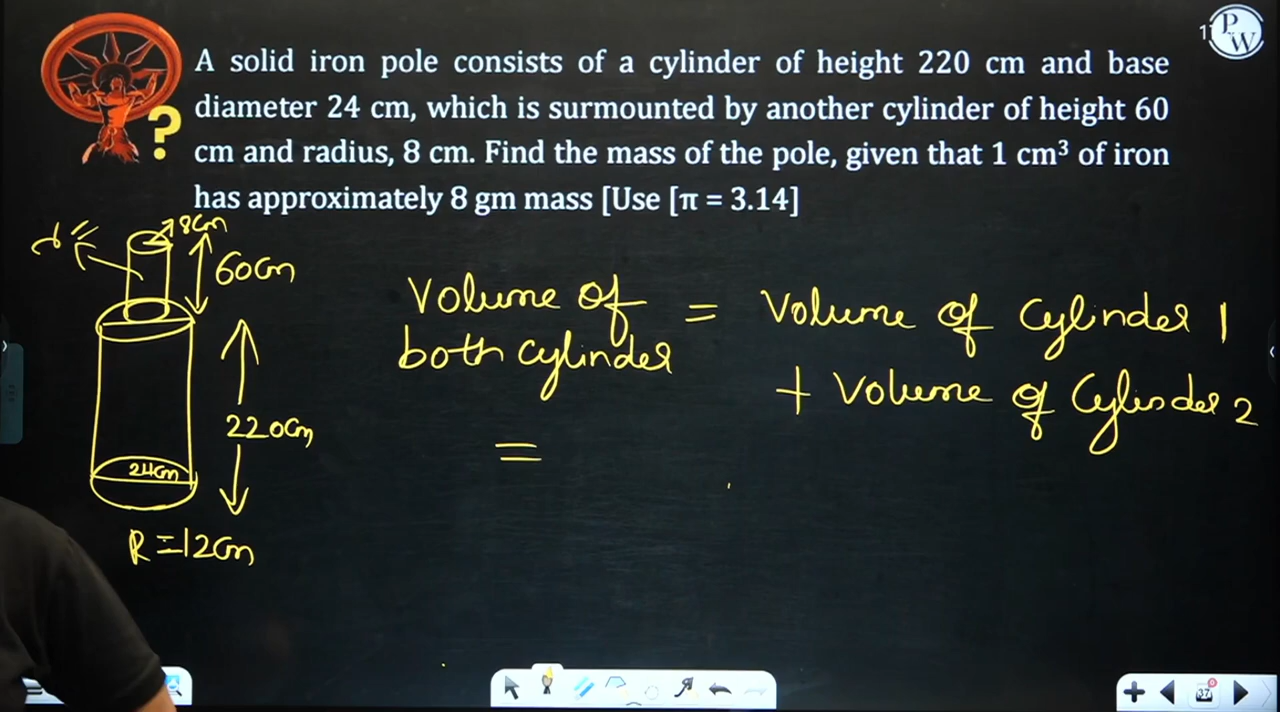 A solid iron pole consists of a cylinder of height 220 cm and base
diameter 24 cm, which is surmounted by another cylinder of height 60
cm and radius, 8 cm. Find the mass of the pole, given that 1 cm³ of iron
has approximately 8 gm mass [Use [π = 3.14]
?
PW
8cm
60cm
220cm
24cm
R=12cm
Volume of
both cylinder
=
Volume of Cylinder 1
+ Volume of Cylinder 2
=
37